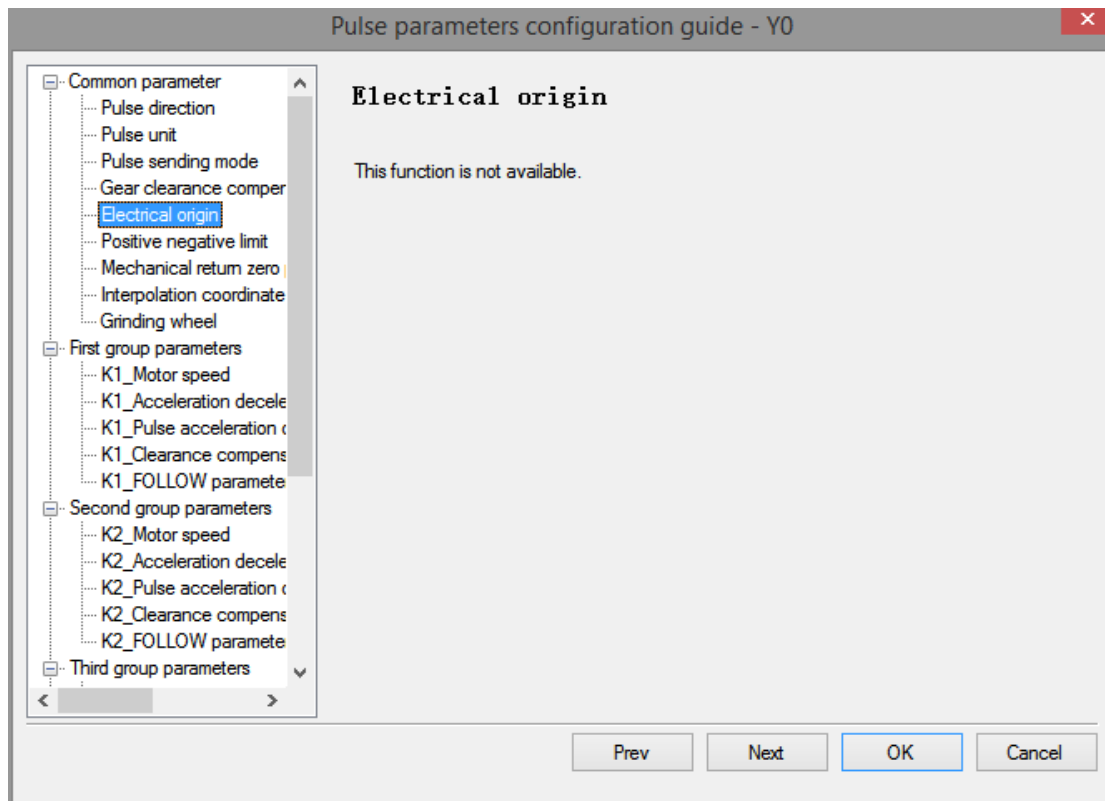 Pulse parameters configuration guide - Y0
Common parameter
Pulse direction
Pulse unit
Pulse sending mode
Gear clearance comper
Electrical origin
Positive negative limit
Mechanical return zero
Interpolation coordinate
Grinding wheel
First group parameters
K1_Motor speed
K1_Acceleration decele
K1_Pulse acceleration
K1_Clearance compens
K1_FOLLOW paramete
Second group parameters
K2_Motor speed
K2_Acceleration decele
K2_Pulse acceleration
K2_Clearance compens
K2_FOLLOW paramete
Third group parameters
Electrical origin
This function is not available.
Prev
Next
OK
Cancel